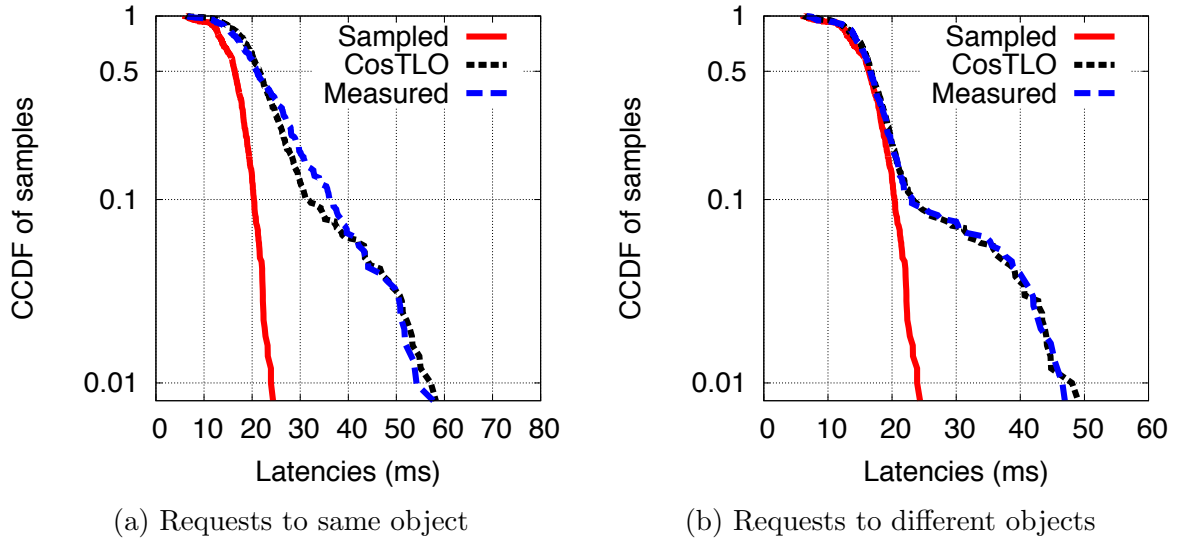 CCDF of samples
1
0.5
0.1
0.01
Sampled
CosTLO
Measured
0 10 20 30 40 50 60 70 80
Latencies (ms)
(a) Requests to same object
CCDF of samples
1
0.5
0.1
0.01
Sampled
CosTLO
Measured
0 10 20 30 40 50 60
Latencies (ms)
(b) Requests to different objects